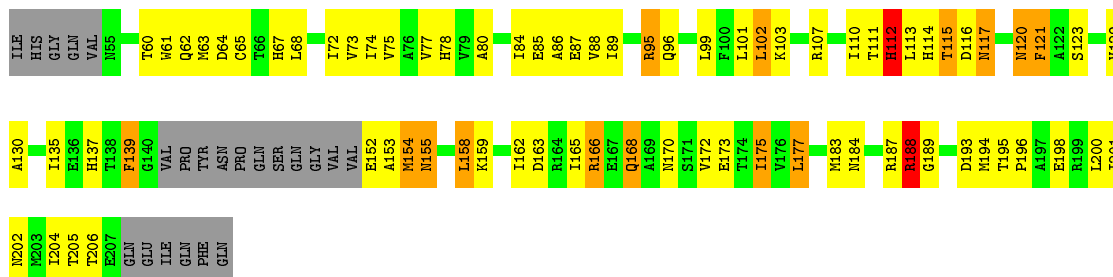 ILE HIS GLY GLN VAL N55 T60 W61 Q62 M63 D64 C65 T66 H67 L68 I72 V73 I74 V75 A76 V77 H78 V79 A80 I84 E85 A86 E87 V88 I89 R95 Q96 L99 F100 L101 L102 K103 R107 I110 T111 H112 L113 H114 T115 D116 N117 N120 F121 A122 S123
A130 I135 E136 H137 T138 F139 G140 VAL PRO TYR ASN PRO GLN SER GLN GLY VAL VAL E152 A153 M154 N155 L158 K159 I162 D163 R164 I165 R166 E167 Q168 A169 N170 S171 V172 E173 T174 I175 V176 L177 M183 N184 R187 R188 G189 D193 M194 T195 P196 A197 E198 R199 L200
N202 M203 I204 T205 T206 E207 GLN GLU ILE GLN PHE GLN